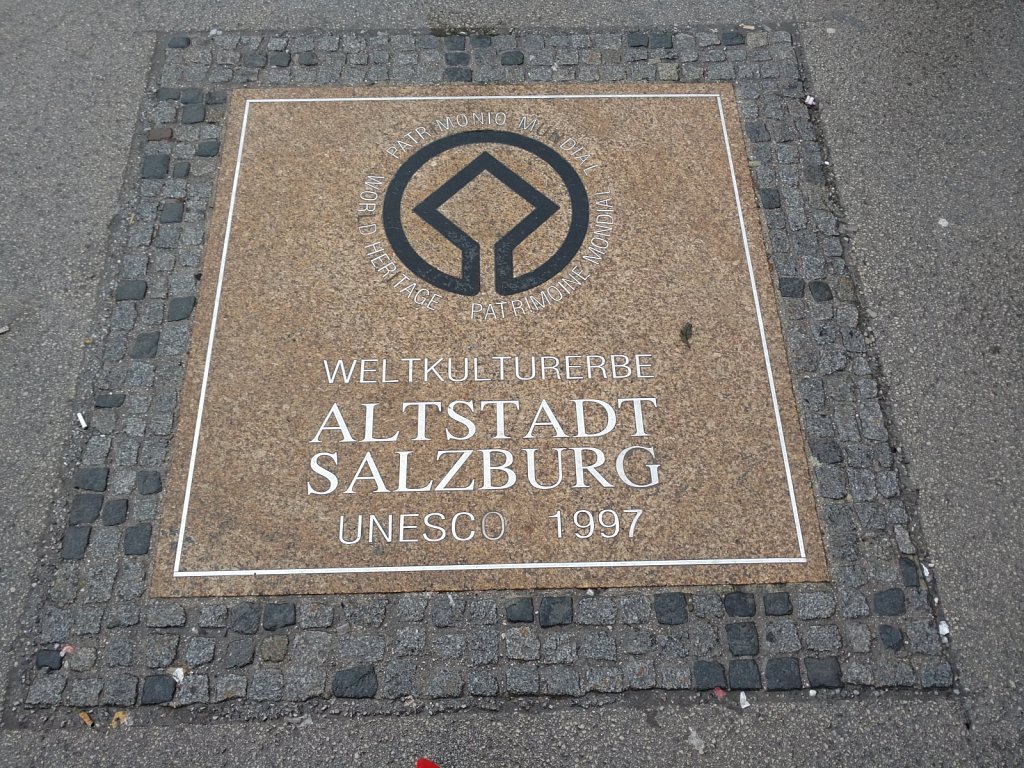 PATRIMONIO MUNDIAL
WORLD HERITAGE
PATRIMOINE MONDIAL
WELTKULTURERBE
ALTSTADT
SALZBURG
UNESCO 1997